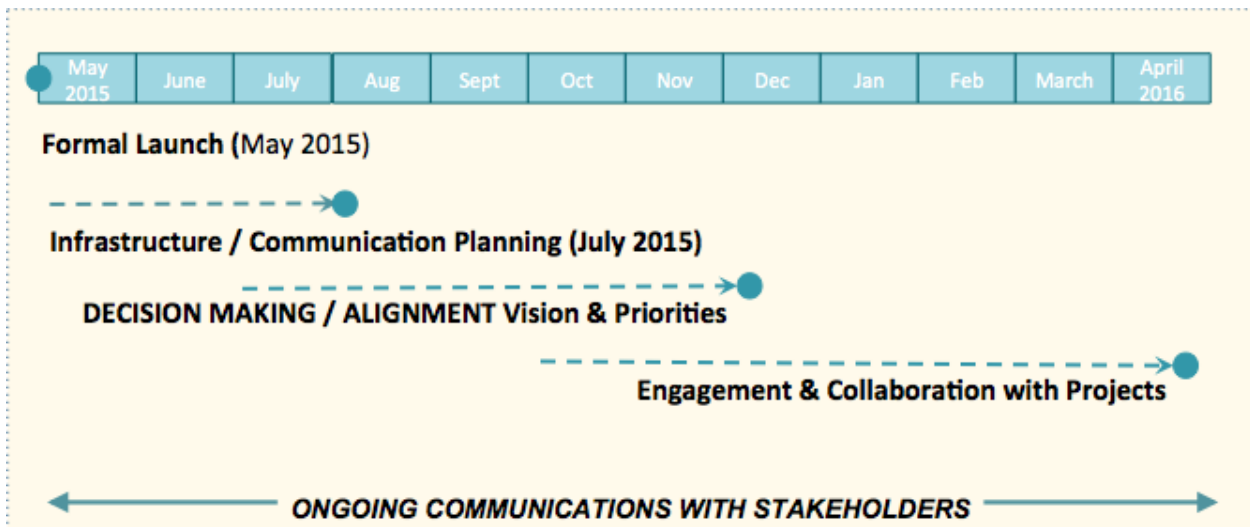 May 2015 June July Aug Sept Oct Nov Dec Jan Feb March April 2016
Formal Launch (May 2015)
Infrastructure / Communication Planning (July 2015)
DECISION MAKING / ALIGNMENT Vision & Priorities
Engagement & Collaboration with Projects
ONGOING COMMUNICATIONS WITH STAKEHOLDERS